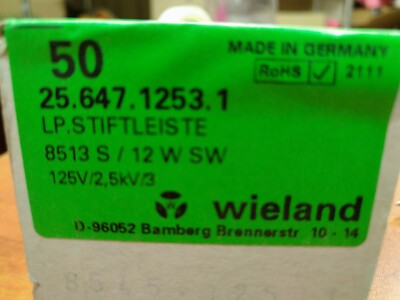 50
MADE IN GERMANY
RoHS ✓ 2111
25.647.1253.1
LP.STIFTLEISTE
8513 S / 12 W SW
125V/2,5kV/3
wieland
D-96052 Bamberg Brennerstr. 10 - 14